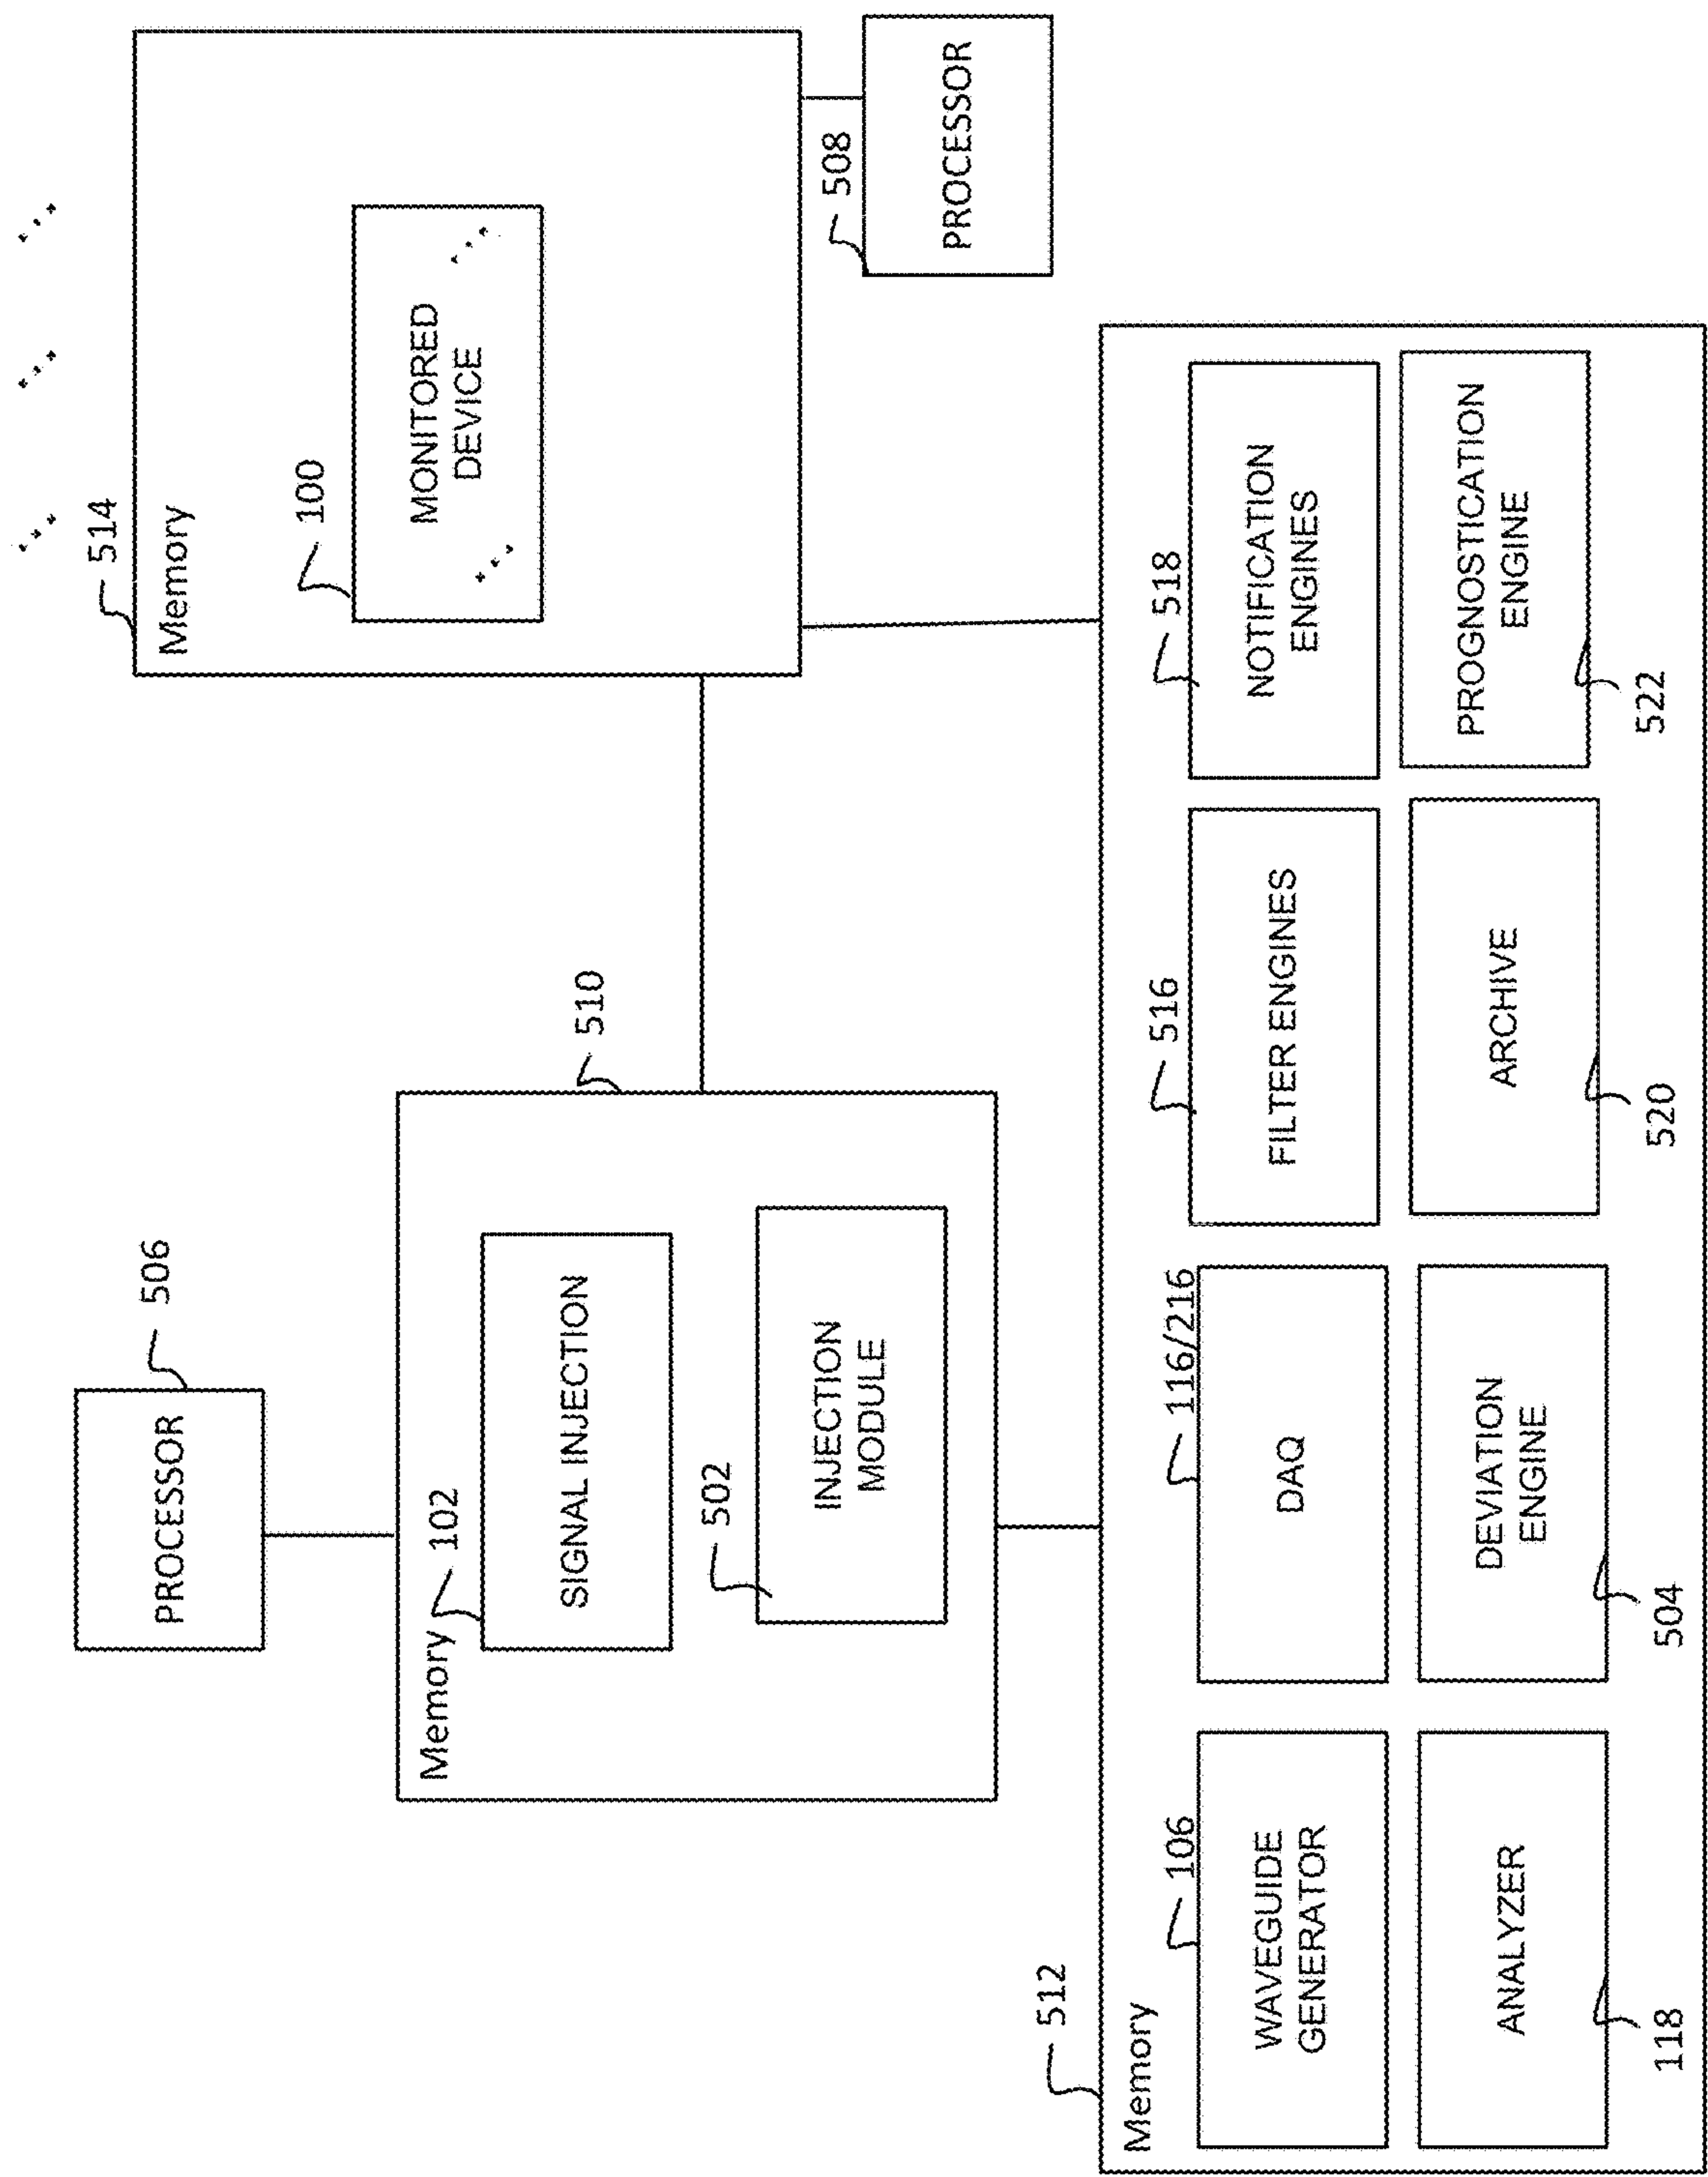 PROCESSOR
506
510
Memory
102
SIGNAL INJECTION
502
INJECTION
MODULE
514
Memory
100
MONITORED
DEVICE
508
PROCESSOR
512
Memory
106
WAVEGUIDE
GENERATOR
116/216
DAQ
516
FILTER ENGINES
518
NOTIFICATION
ENGINES
ANALYZER
118
DEVIATION
ENGINE
504
ARCHIVE
520
PROGNOSTICATION
ENGINE
522